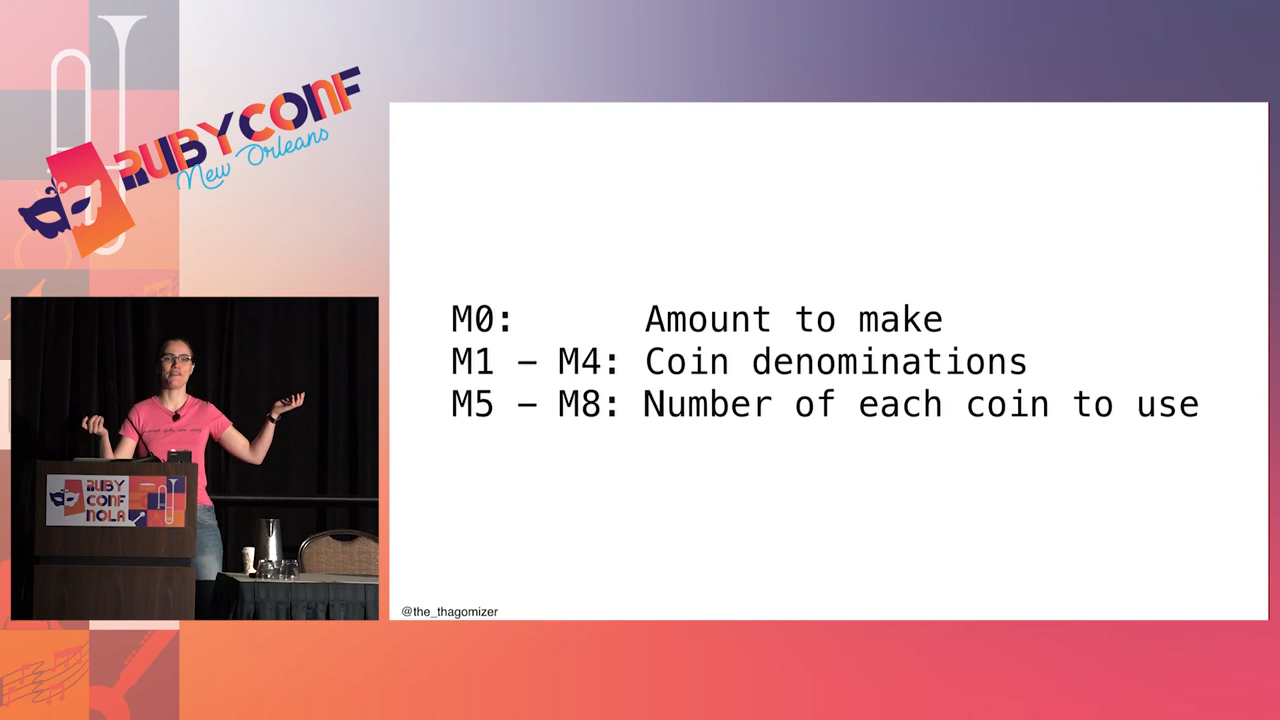 RUBYCONF
New Orleans
M0: Amount to make
M1 – M4: Coin denominations
M5 – M8: Number of each coin to use
@the_thagomizer
RUBY
CONF
NOLA